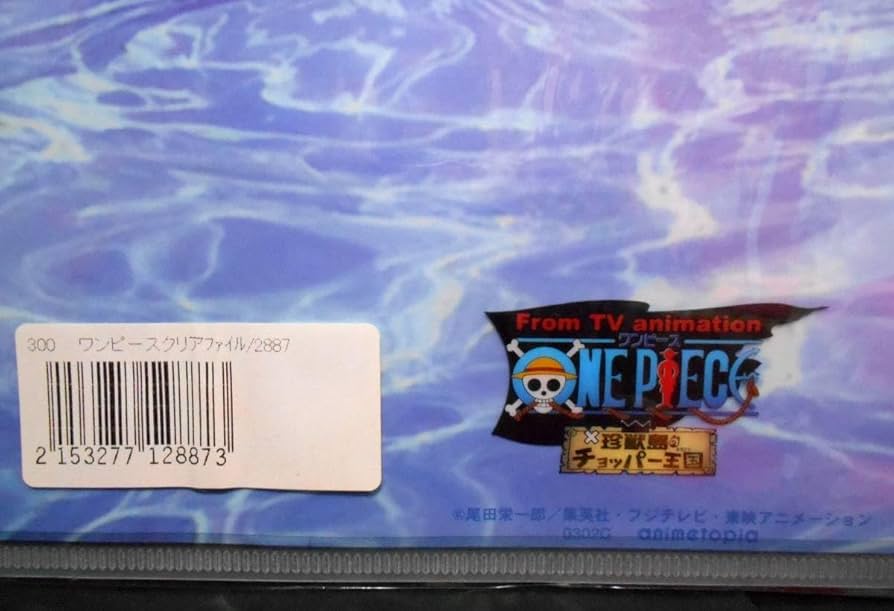 300 ワンピースクリアファイル/2887
2 153277 128873
From TV animation
ワンピース
ONE PIECE
珍獣島の
チョッパー王国
©尾田栄一郎/集英社・フジテレビ・東映アニメーション
0302C animetopia